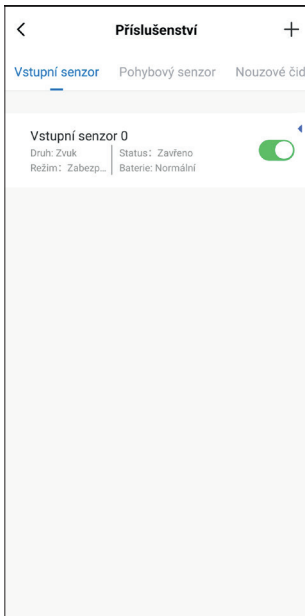 Příslušenství
Vstupní senzor Pohybový senzor Nouzové čid
Vstupní senzor 0
Druh: Zvuk Status: Zavřeno
Režim: Zabezp... Baterie: Normální